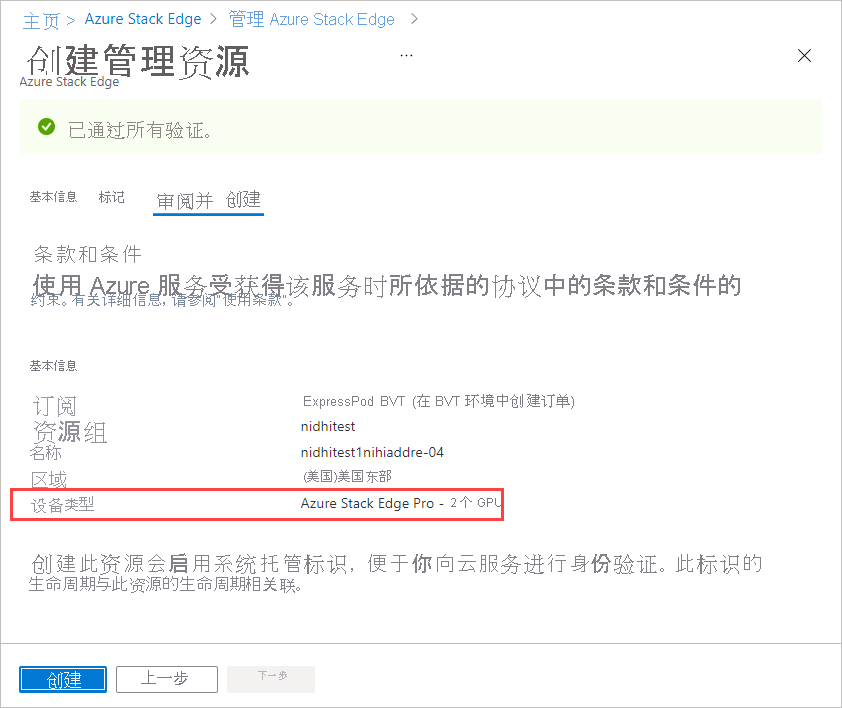 主页 > Azure Stack Edge > 管理 Azure Stack Edge >
创建管理资源 ...
Azure Stack Edge
已通过所有验证。
基本信息 标记 审阅并 创建
条款和条件
使用 Azure 服务受获得该服务时所依据的协议中的条款和条件的
约束。有关详细信息，请参阅“使用条款”。
基本信息
订阅 ExpressPod BVT (在 BVT 环境中创建订单)
资源组 nidhitest
名称 nidhitest1nihiaddre-04
区域 (美国)美国东部
设备类型 Azure Stack Edge Pro - 2个 GPU
创建此资源会启用系统托管标识，便于你向云服务进行身份验证。此标识的
生命周期与此资源的生命周期相关联。
创建 上一步 下一步